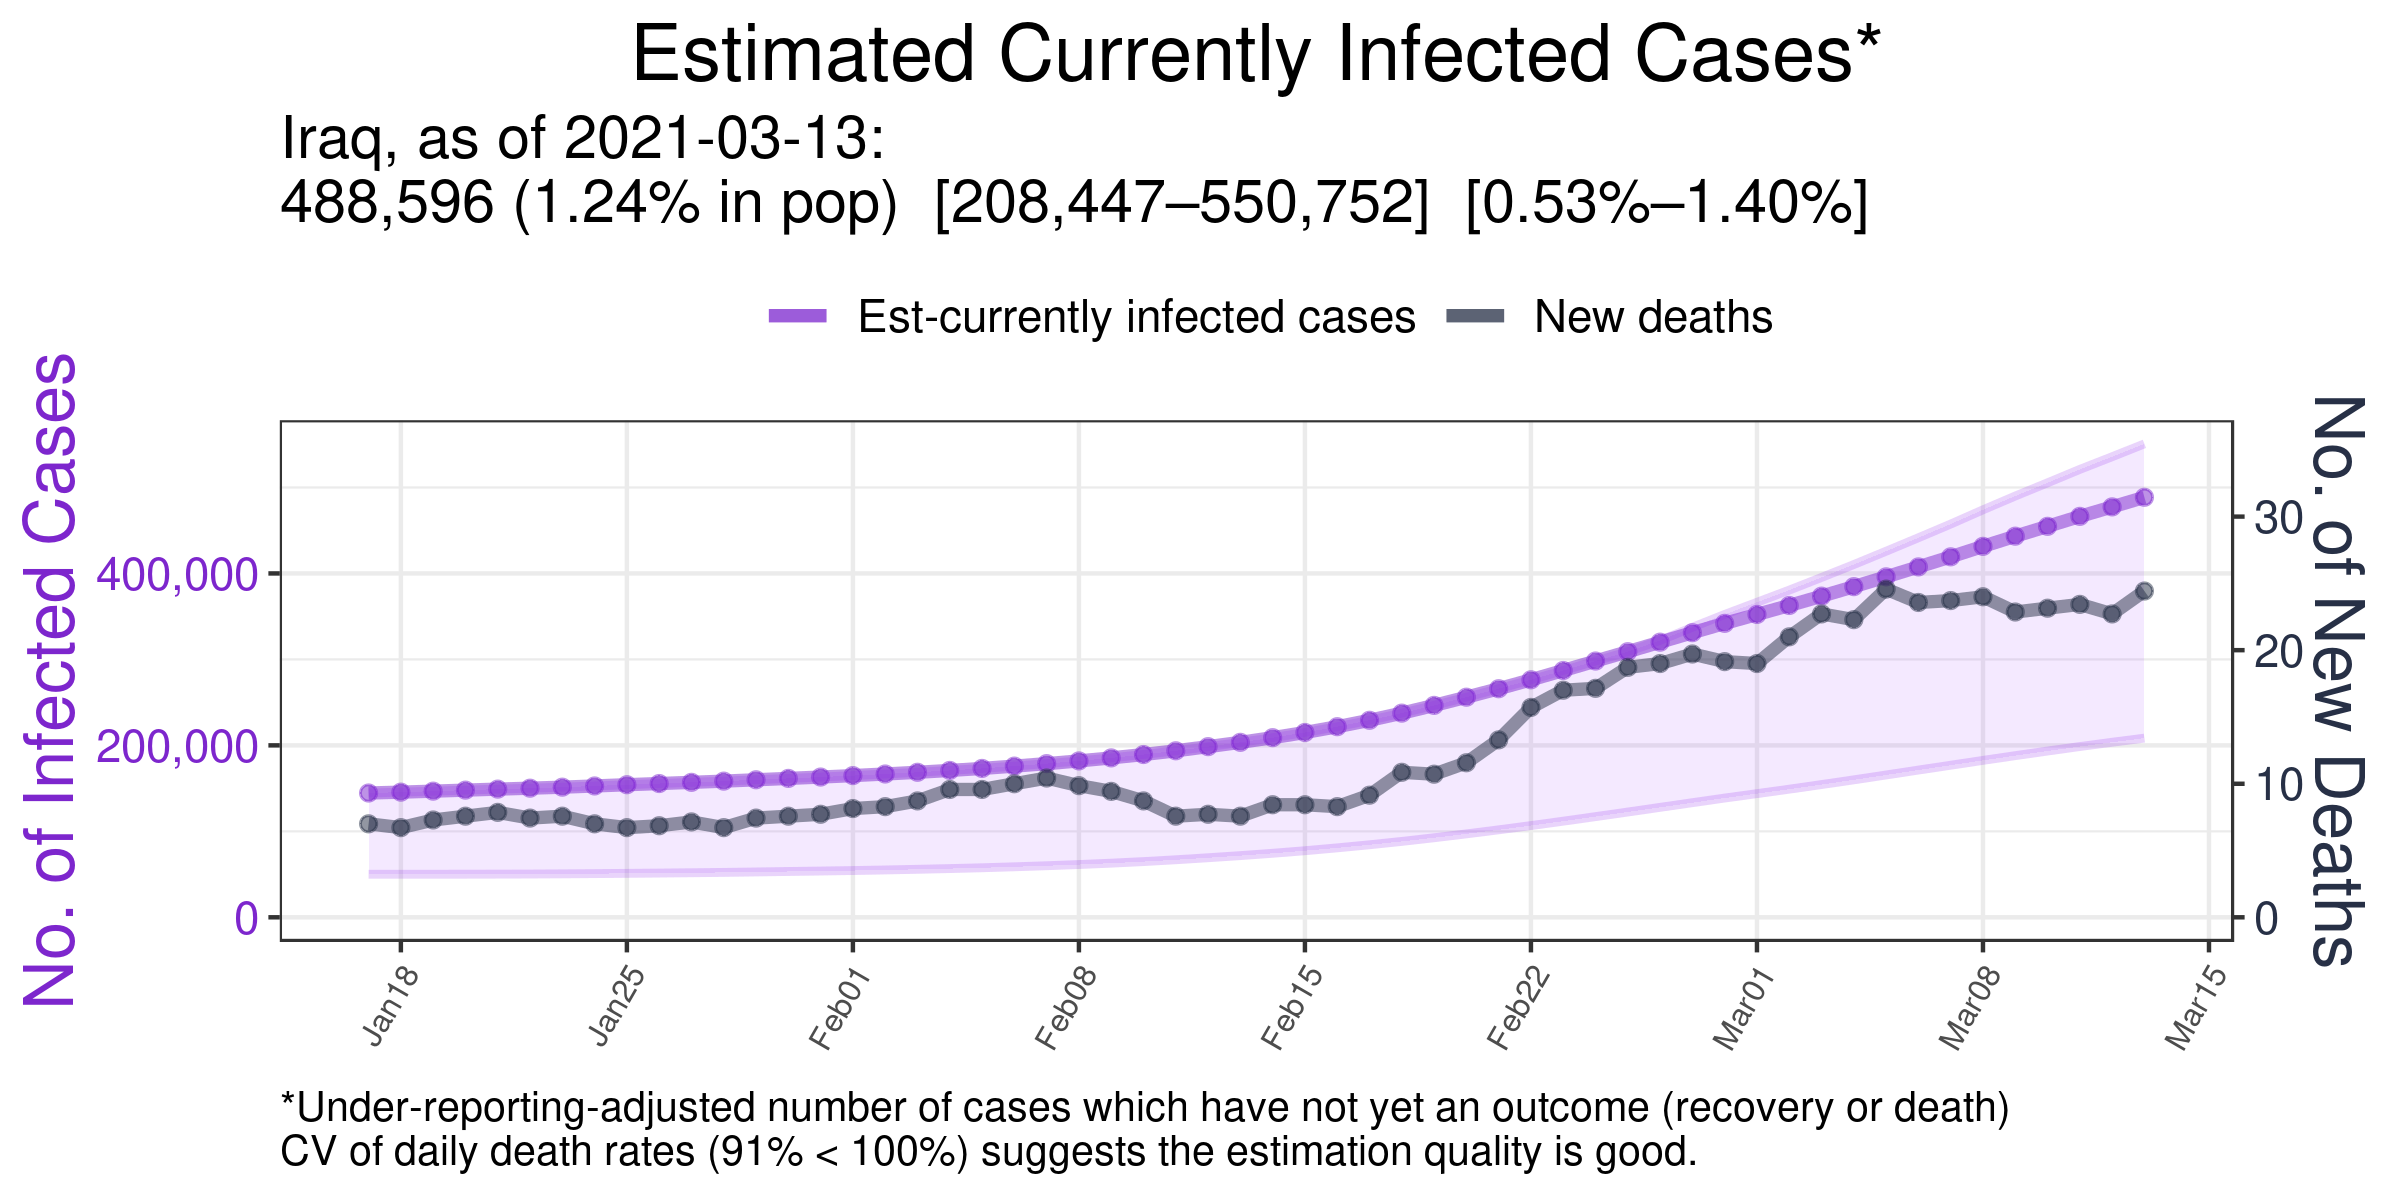 Estimated Currently Infected Cases*
Iraq, as of 2021-03-13:
488,596 (1.24% in pop)  [208,447–550,752]  [0.53%–1.40%]
Est-currently infected cases
New deaths
No. of Infected Cases
400,000
200,000
0
30
20
10
0
No. of New Deaths
Jan18
Jan25
Feb01
Feb08
Feb15
Feb22
Mar01
Mar08
Mar15
*Under-reporting-adjusted number of cases which have not yet an outcome (recovery or death)
CV of daily death rates (91% < 100%) suggests the estimation quality is good.